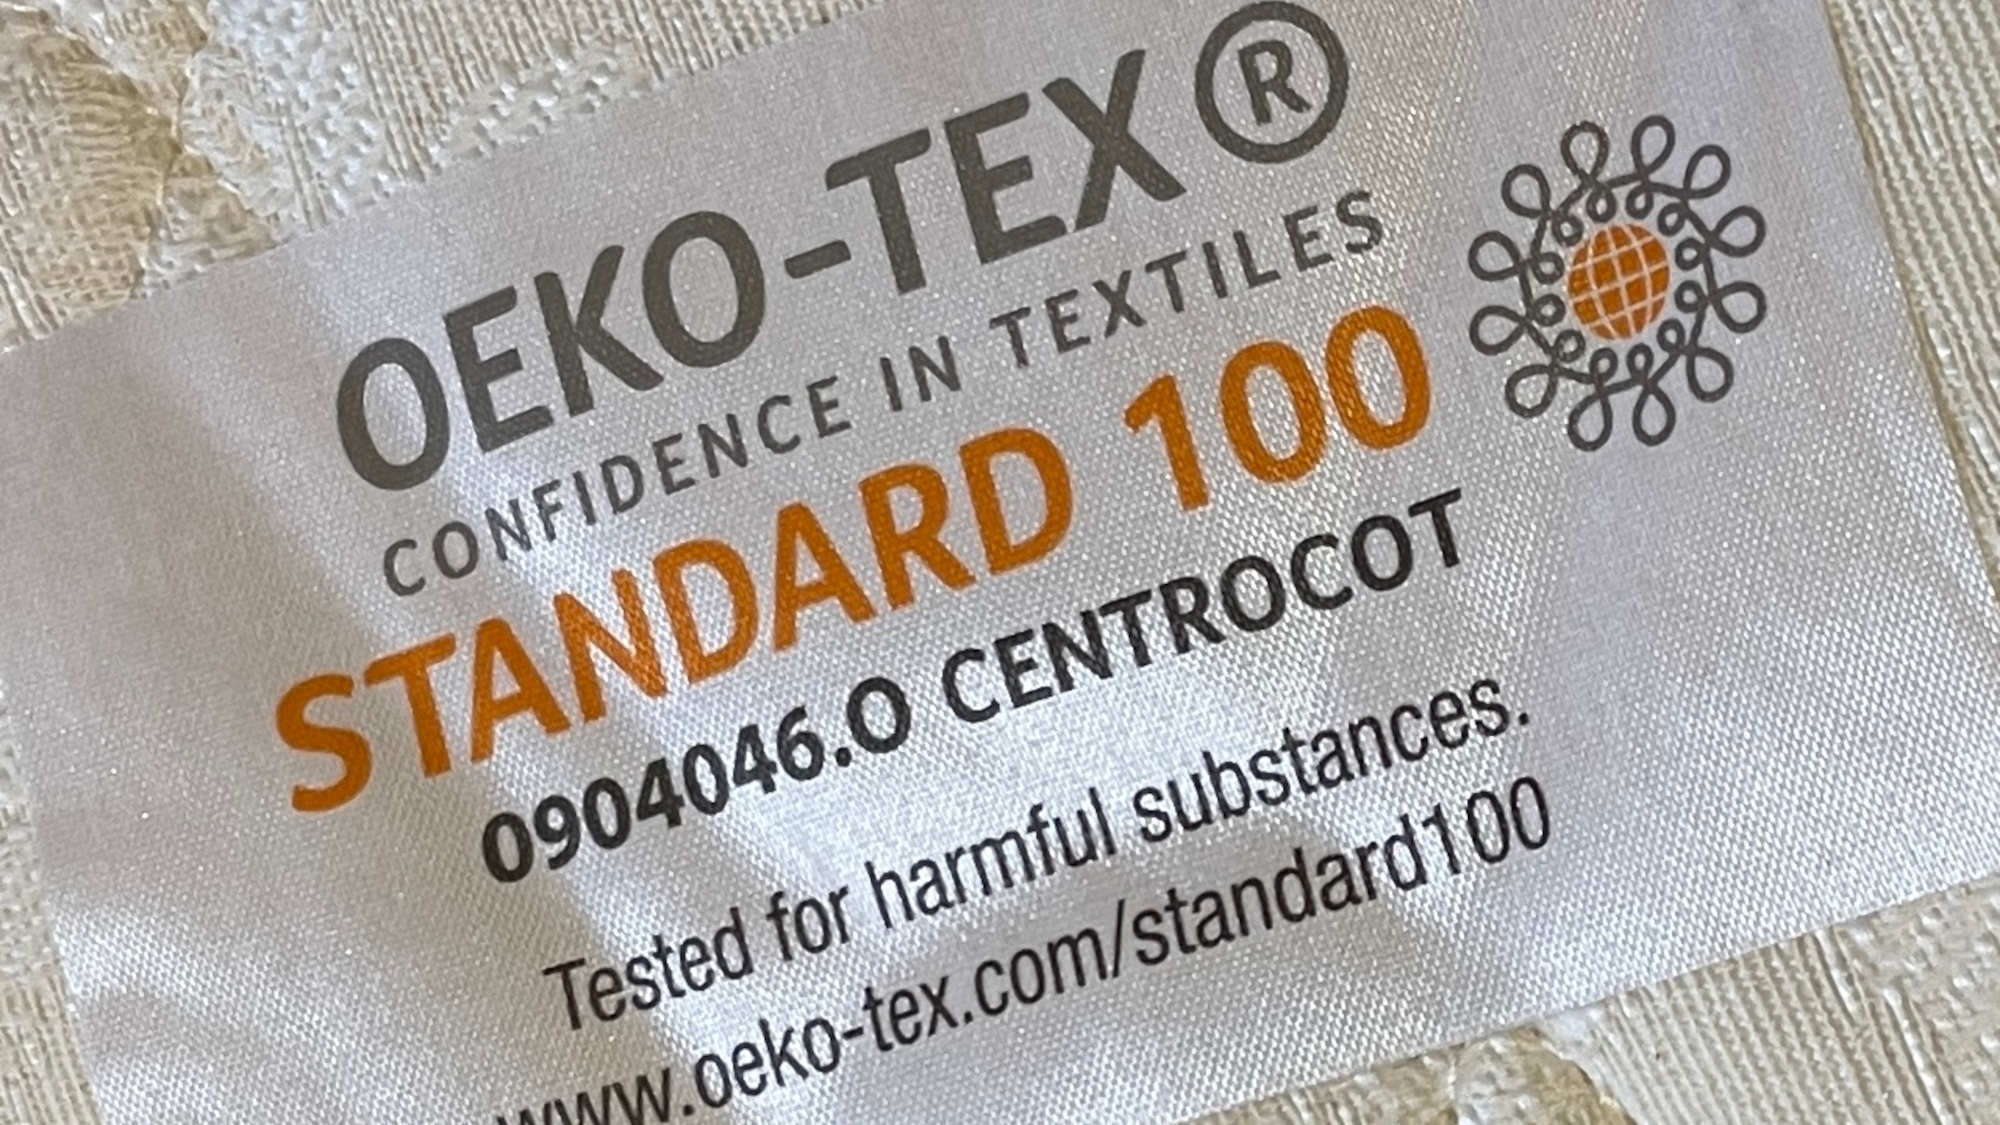 OEKO-TEX®
CONFIDENCE IN TEXTILES
STANDARD 100
0904046.O CENTROCOT
Tested for harmful substances.
www.oeko-tex.com/standard100